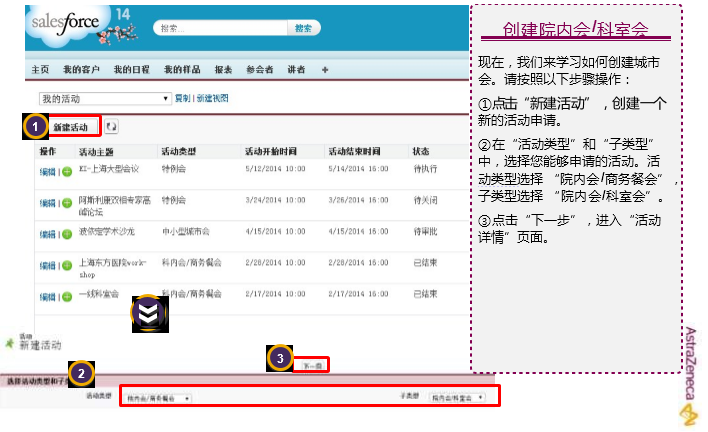 salesforce
14
搜索...
搜索
主页 我的客户 我的日程 我的样品 报表 参会者 讲者 +
我的活动
复制 | 新建视图
1
新建活动
操作 活动主题 活动类型 活动开始时间 活动结束时间 状态
编辑 | KI-上海大型会议 特例会 5/12/2014 10:00 5/14/2014 16:00 待执行
编辑 | 阿斯利康双相专家高
峰论坛 特例会 3/24/2014 10:00 3/26/2014 16:00 待关闭
编辑 | 波依定学术沙龙 中小型城市会 4/15/2014 10:00 4/15/2014 16:00 待审批
编辑 | 上海东方医院work-
shop 科内会/商务餐会 2/28/2014 10:00 2/28/2014 16:00 已结束
编辑 | 一线科室会 科内会/商务餐会 2/17/2014 10:00 2/17/2014 16:00 已结束
活动
新建活动
3
下一步
2
选择活动类型和子类
活动类型 院内会/商务餐会 子类型 院内会/科室会
创建院内会/科室会
现在，我们来学习如何创建城市
会。请按照以下步骤操作：
①点击“新建活动”，创建一个
新的活动申请。
②在“活动类型”和“子类型”
中，选择您能够申请的活动。活
动类型选择 “院内会/商务餐会”，
子类型选择 “院内会/科室会”。
③点击“下一步”，进入“活动
详情”页面。
AstraZeneca